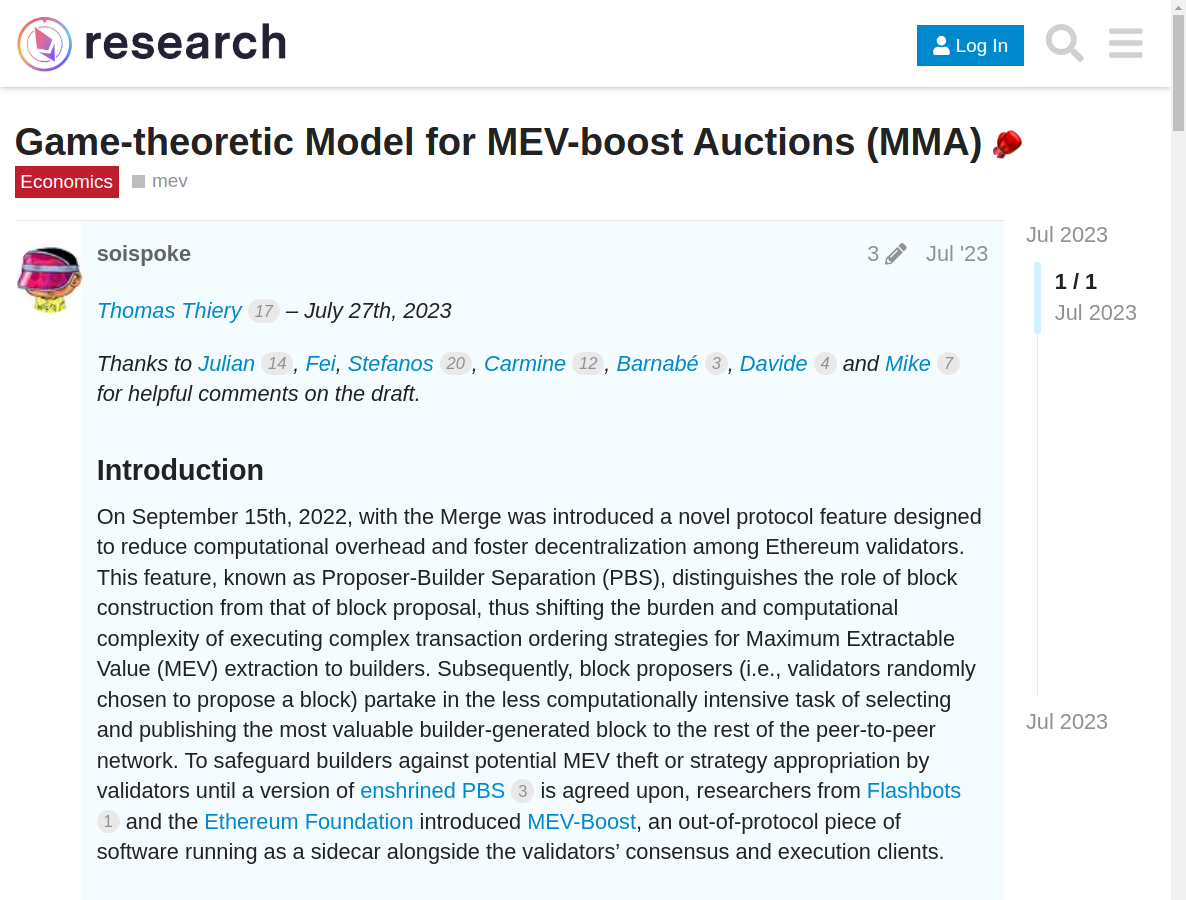 research
Log In
Game-theoretic Model for MEV-boost Auctions (MMA)
Economics
mev
soispoke
3
Jul '23
Jul 2023
1 / 1
Jul 2023
Thomas Thiery 17 – July 27th, 2023
Thanks to Julian 14, Fei, Stefanos 20, Carmine 12, Barnabé 3, Davide 4 and Mike 7
for helpful comments on the draft.
Introduction
On September 15th, 2022, with the Merge was introduced a novel protocol feature designed
to reduce computational overhead and foster decentralization among Ethereum validators.
This feature, known as Proposer-Builder Separation (PBS), distinguishes the role of block
construction from that of block proposal, thus shifting the burden and computational
complexity of executing complex transaction ordering strategies for Maximum Extractable
Value (MEV) extraction to builders. Subsequently, block proposers (i.e., validators randomly
chosen to propose a block) partake in the less computationally intensive task of selecting
and publishing the most valuable builder-generated block to the rest of the peer-to-peer
network. To safeguard builders against potential MEV theft or strategy appropriation by
validators until a version of enshrined PBS 3 is agreed upon, researchers from Flashbots
1 and the Ethereum Foundation introduced MEV-Boost, an out-of-protocol piece of
software running as a sidecar alongside the validators’ consensus and execution clients.
Jul 2023